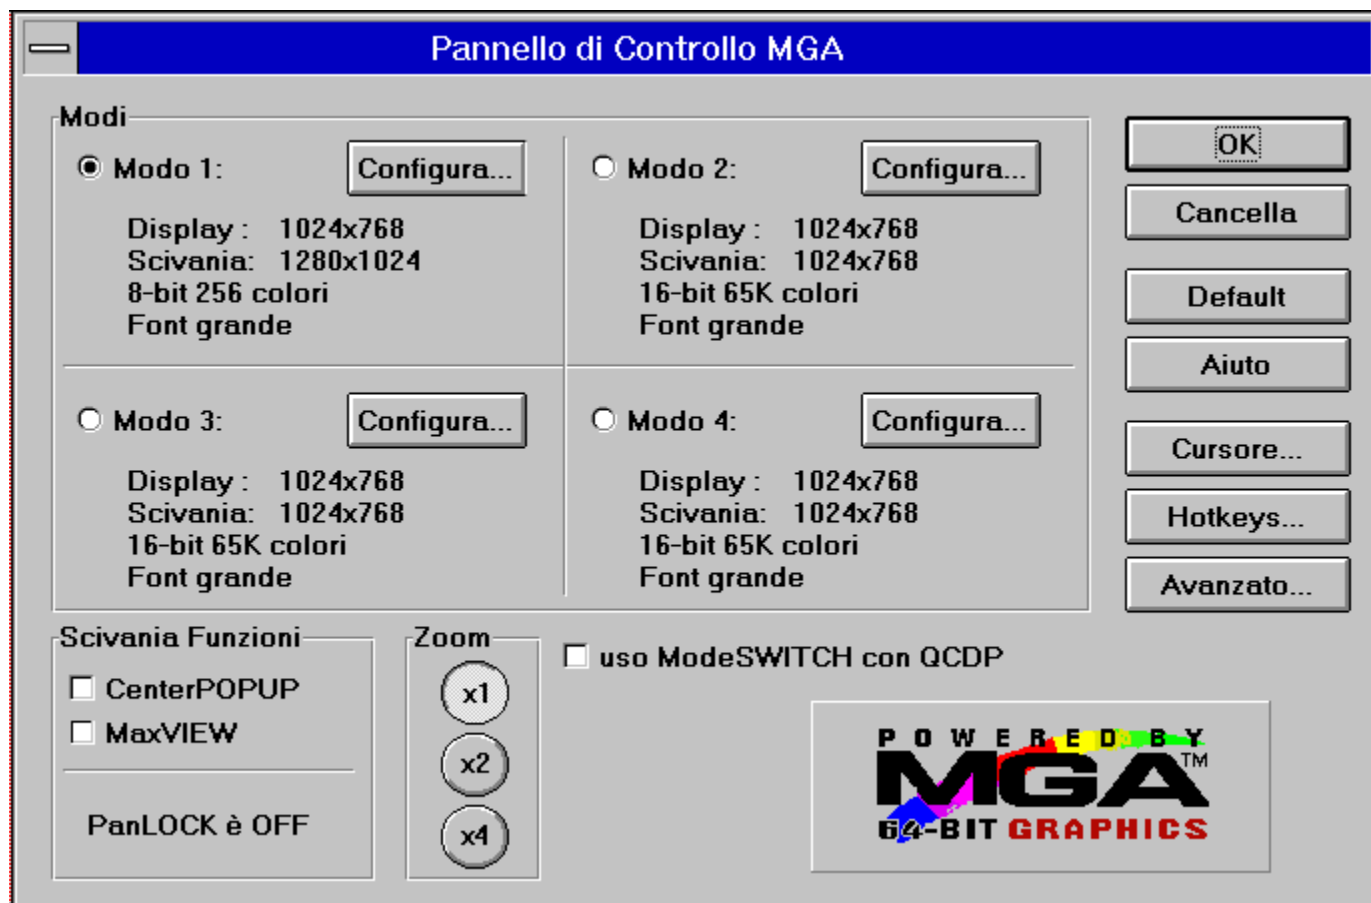 Pannello di Controllo MGA
Modi
Modo 1:
Configura...
Display : 1024x768
Scivania: 1280x1024
8-bit 256 colori
Font grande
Modo 2:
Configura...
Display : 1024x768
Scivania: 1024x768
16-bit 65K colori
Font grande
Modo 3:
Configura...
Display : 1024x768
Scivania: 1024x768
16-bit 65K colori
Font grande
Modo 4:
Configura...
Display : 1024x768
Scivania: 1024x768
16-bit 65K colori
Font grande
OK
Cancella
Default
Aiuto
Cursore...
Hotkeys...
Avanzato...
Scivania Funzioni
CenterPOPUP
MaxVIEW
PanLOCK è OFF
Zoom
x1
x2
x4
uso ModeSWITCH con QCDP
POWERED BY
MGA™
64-BIT GRAPHICS